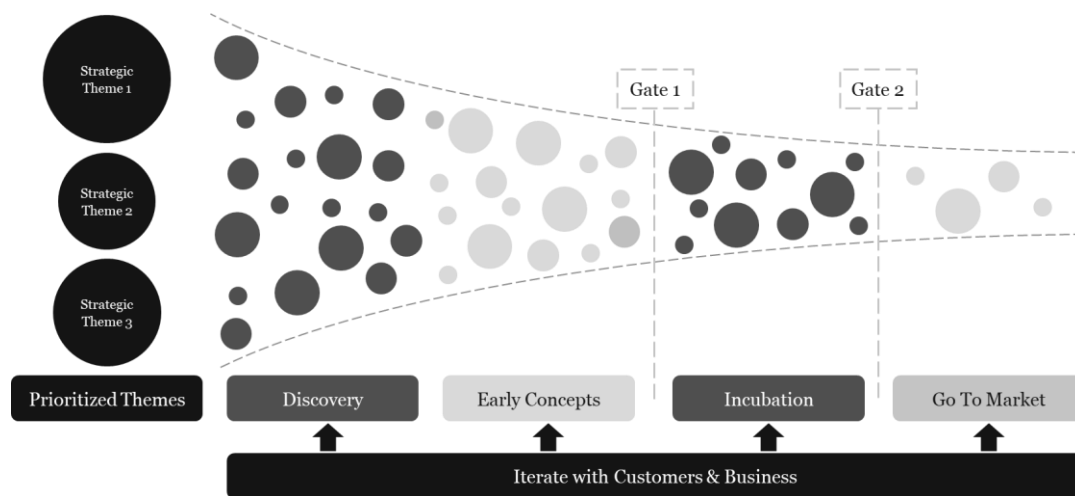 Strategic
Theme 1
Strategic
Theme 2
Strategic
Theme 3
Gate 1
Gate 2
Prioritized Themes
Discovery
Early Concepts
Incubation
Go To Market
Iterate with Customers & Business